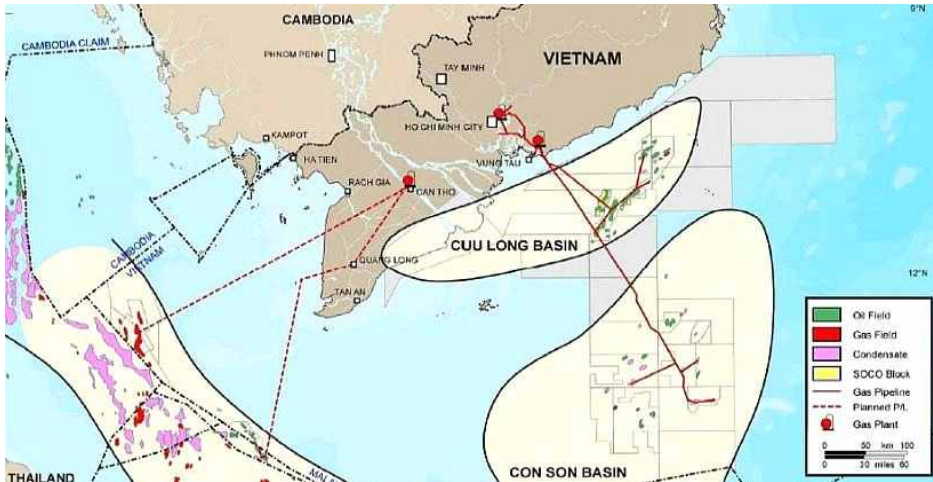 CAMBODIA
9°N
CAMBODIA CLAIM
PHNOM PENH
VIETNAM
TAY MINH
HO GHI MINH CITY
KAMPOT
HA TIEN
VUNG TAU
RACH GIA
CAN THO
CUU LONG BASIN
CAMBODIA
VIETNAM
QUANG LONG
12°N
TAN AN
Oil Field
Gas Field
Condensate
SOCO Block
Gas Pipeline
Planned P/L
Gas Plant
0 50 km 100
0 30 miles 60
THAILAND
CON SON BASIN